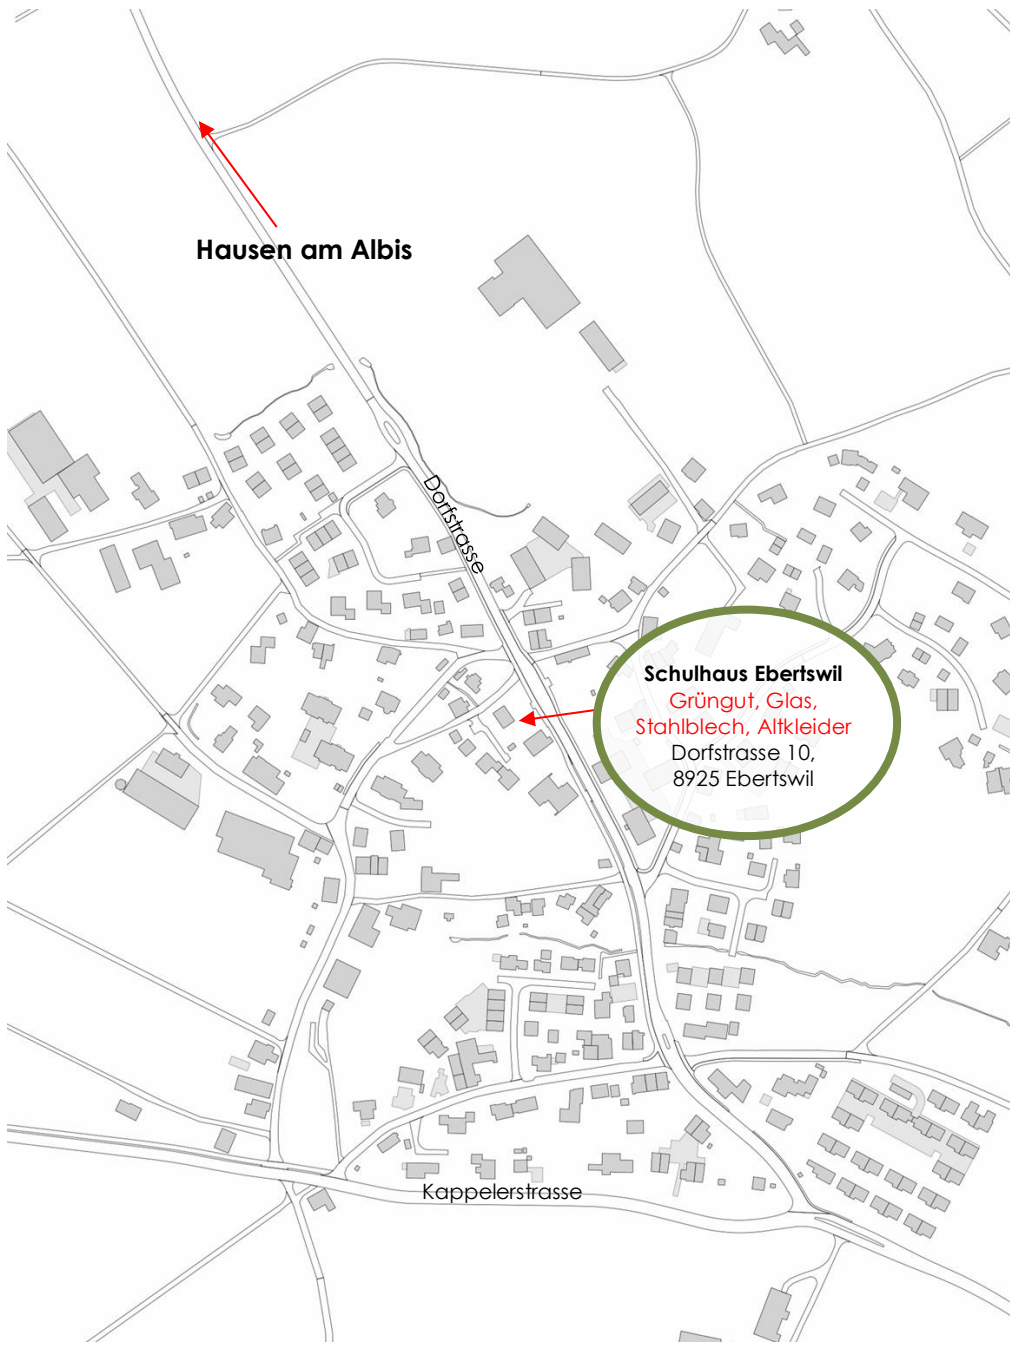 Hausen am Albis
Dorfstrasse
Schulhaus Ebertswil
Grüngut, Glas,
Stahlblech, Altkleider
Dorfstrasse 10,
8925 Ebertswil
Kappelerstrasse